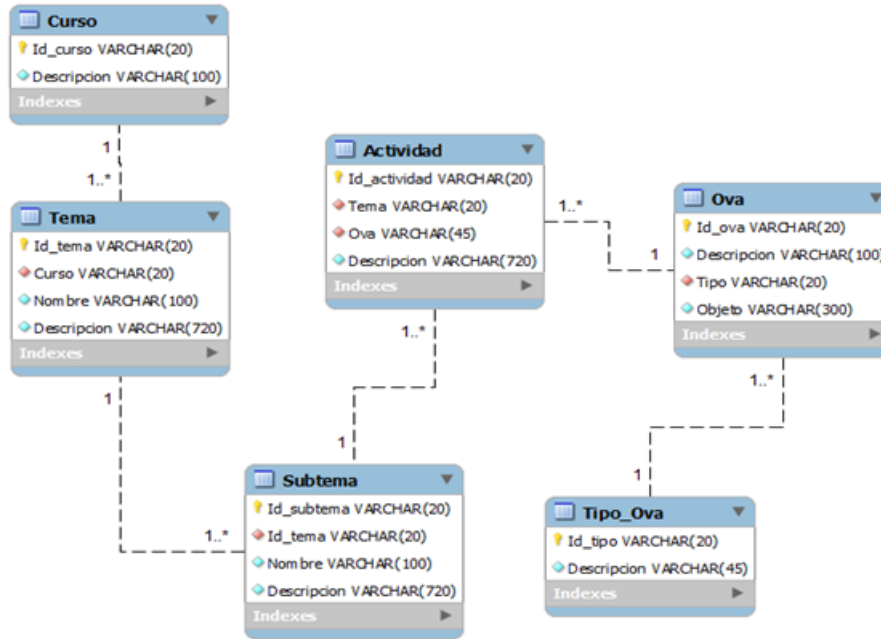 Curso
Id_curso VARCHAR(20)
Descripcion VARCHAR(100)
Indexes
1
1..*
Tema
Id_tema VARCHAR(20)
Curso VARCHAR(20)
Nombre VARCHAR(100)
Descripcion VARCHAR(720)
Indexes
1
1..*
Actividad
Id_actividad VARCHAR(20)
Tema VARCHAR(20)
Ova VARCHAR(45)
Descripcion VARCHAR(720)
Indexes
1..*
1
1..*
1
Ova
Id_ova VARCHAR(20)
Descripcion VARCHAR(100)
Tipo VARCHAR(20)
Objeto VARCHAR(300)
Indexes
1..*
1
Subtema
Id_subtema VARCHAR(20)
Id_tema VARCHAR(20)
Nombre VARCHAR(100)
Descripcion VARCHAR(720)
Indexes
Tipo_Ova
Id_tipo VARCHAR(20)
Descripcion VARCHAR(45)
Indexes